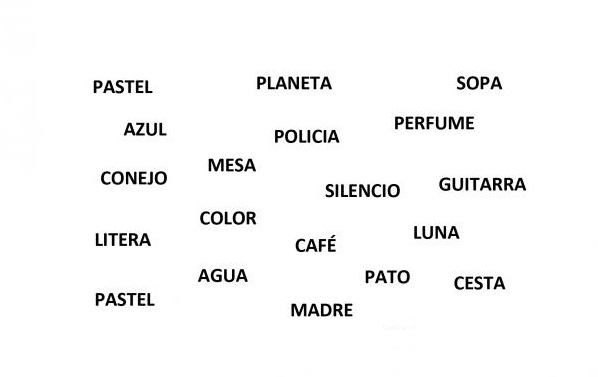 PASTEL
PLANETA
SOPA
AZUL
POLICIA
PERFUME
CONEJO
MESA
SILENCIO
GUITARRA
LITERA
COLOR
CAFÉ
LUNA
AGUA
PATO
CESTA
PASTEL
MADRE